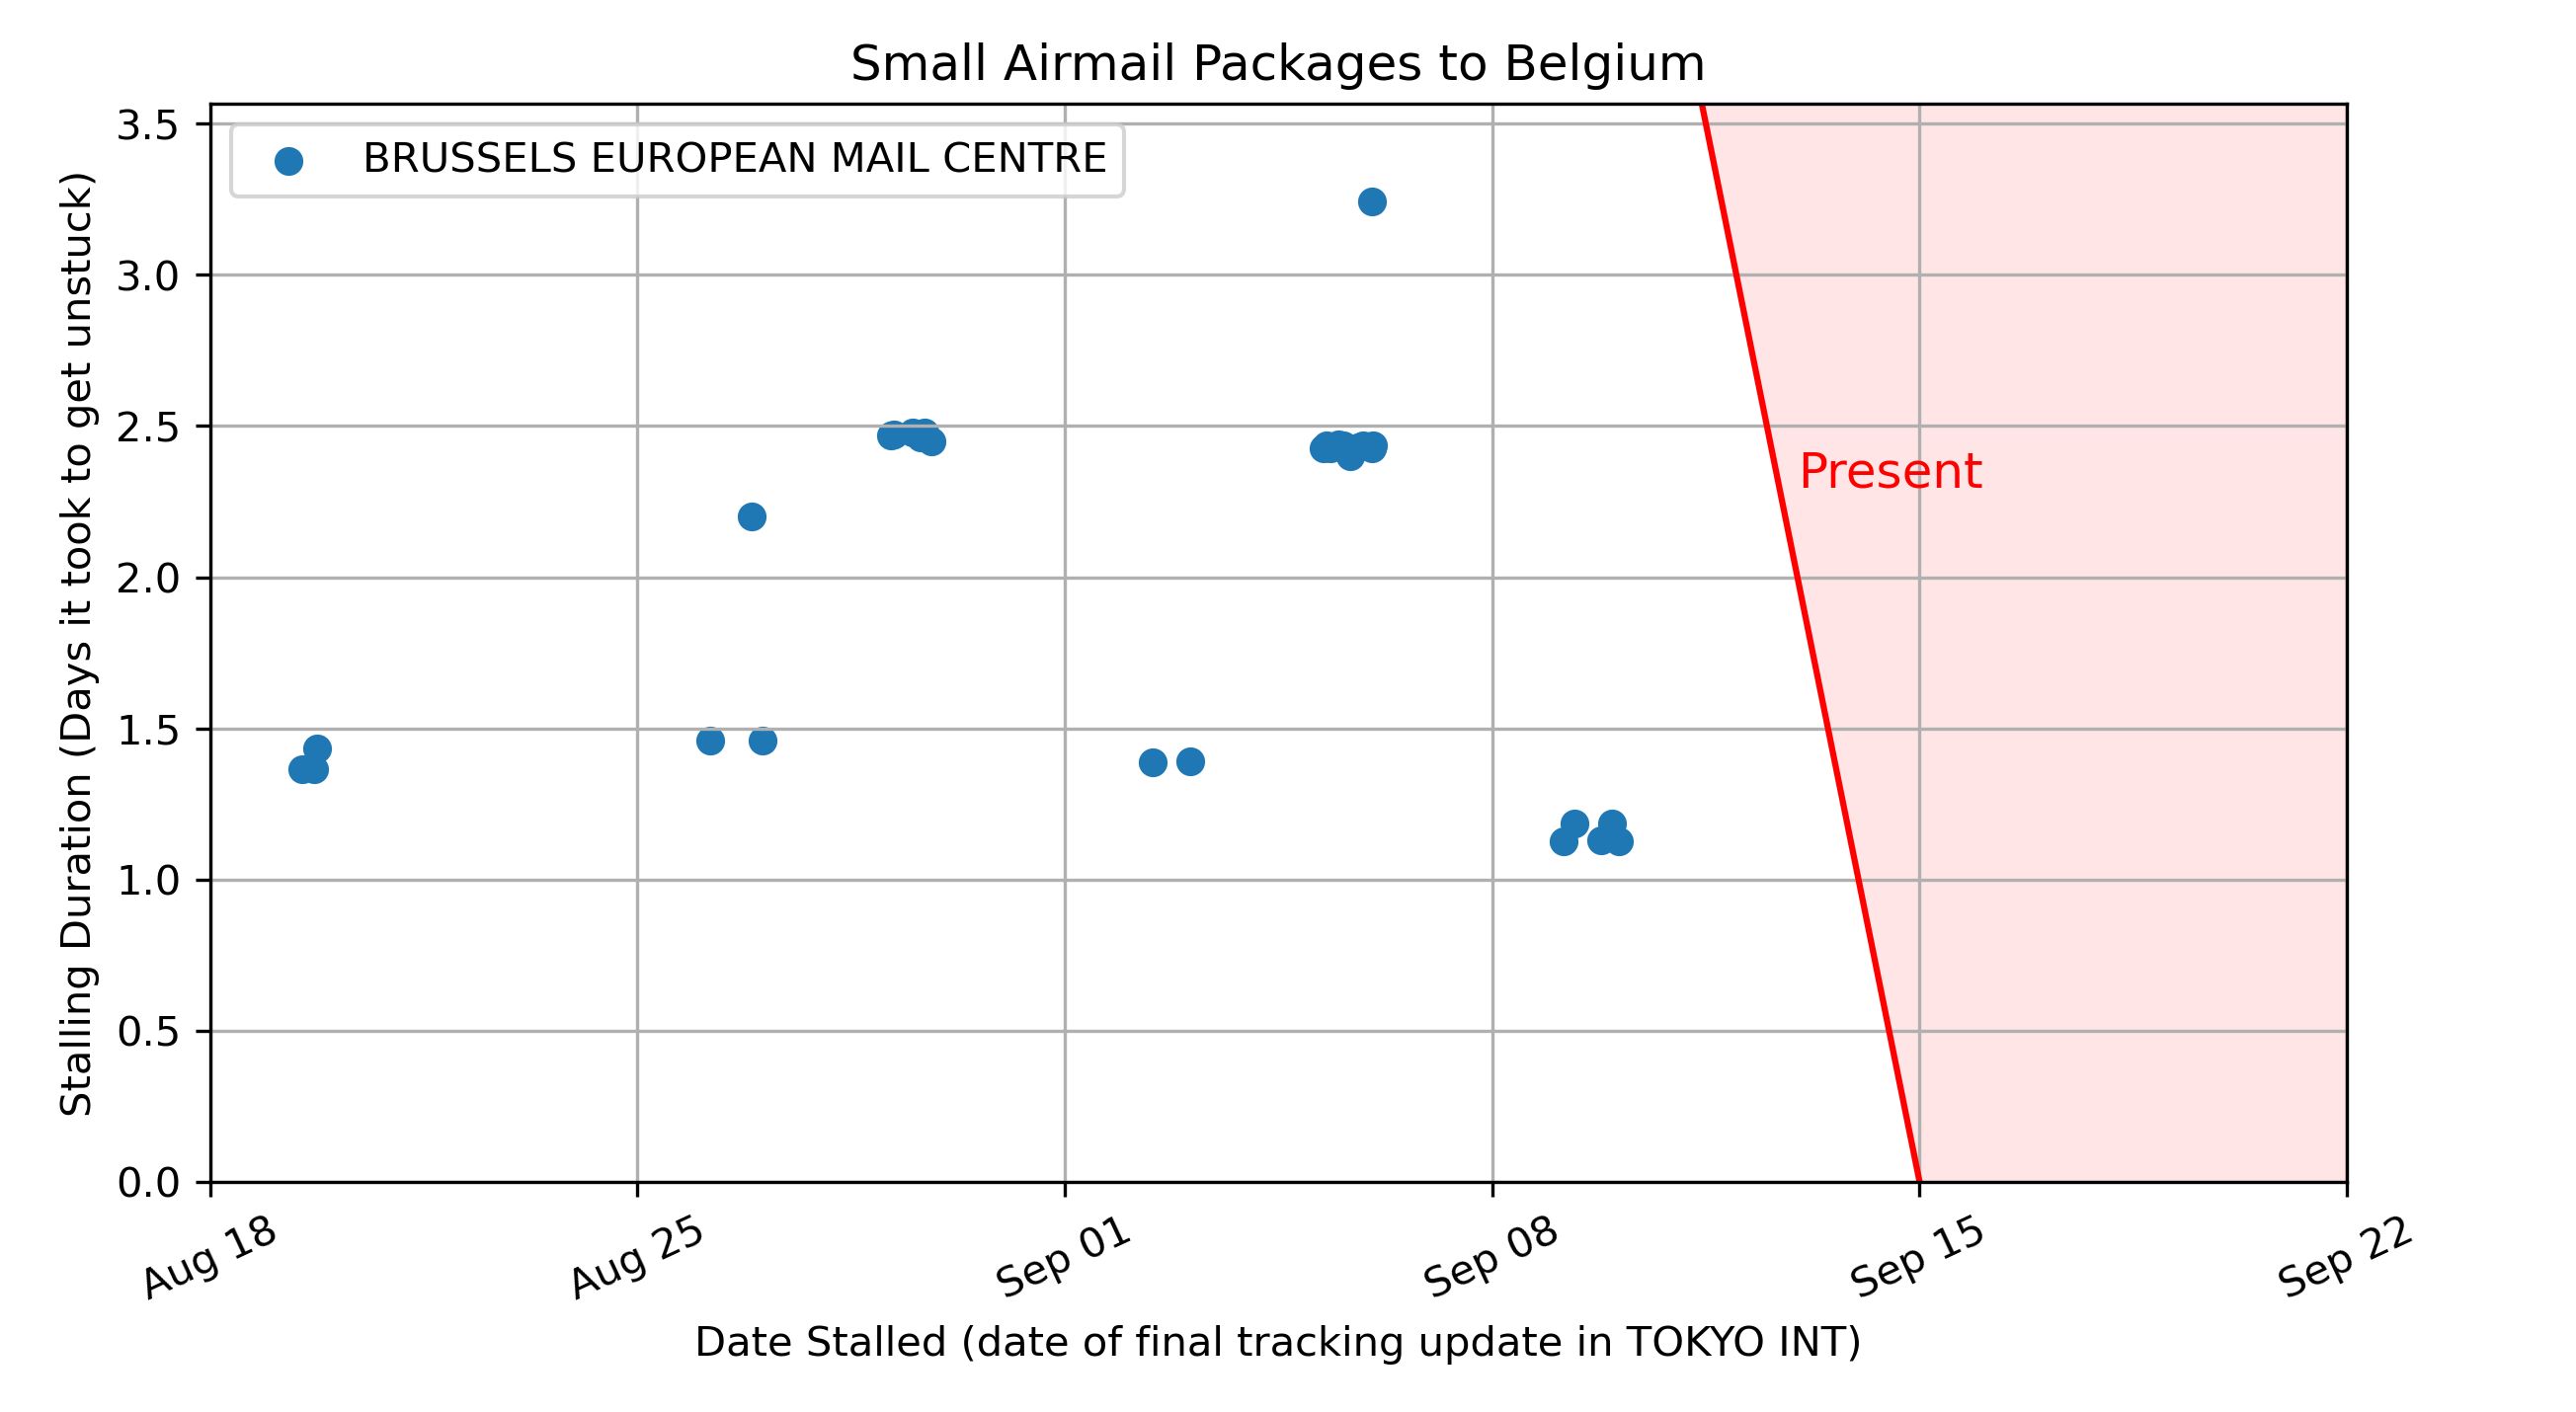 Small Airmail Packages to Belgium
BRUSSELS EUROPEAN MAIL CENTRE
Stalling Duration (Days it took to get unstuck)
3.5
3.0
2.5
2.0
1.5
1.0
0.5
0.0
Present
Aug 18
Aug 25
Sep 01
Sep 08
Sep 15
Sep 22
Date Stalled (date of final tracking update in TOKYO INT)